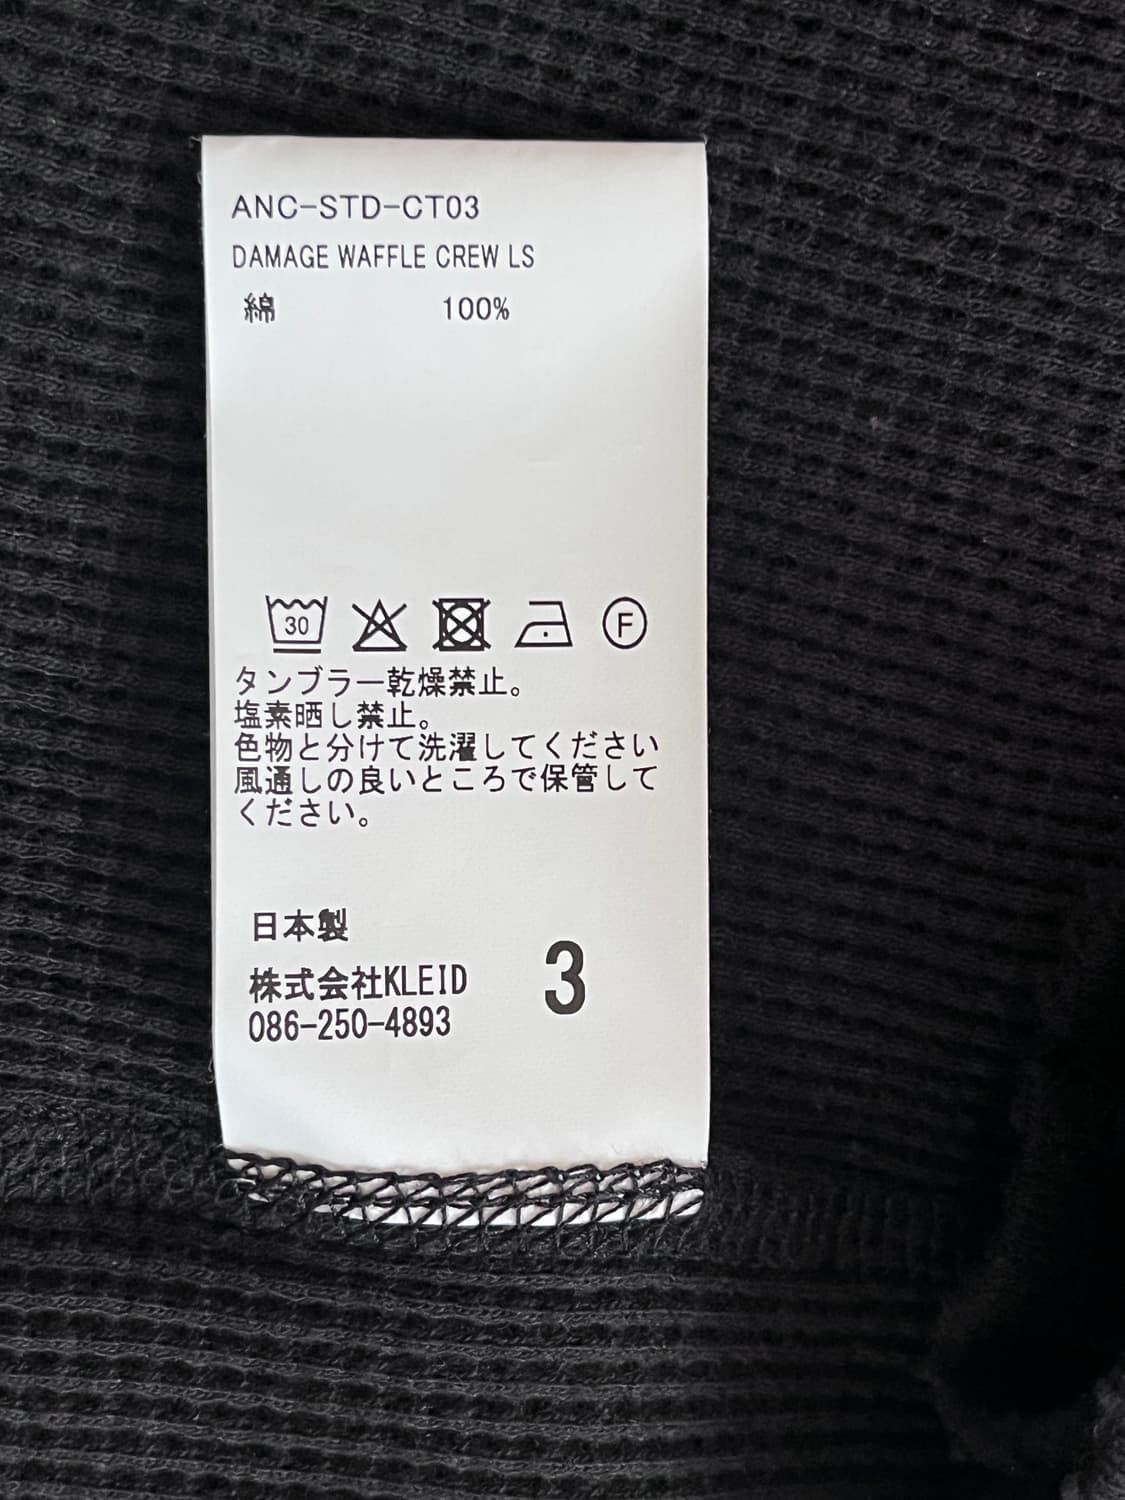 ANC-STD-CT03
DAMAGE WAFFLE CREW LS
綿 100%
30
F
タンブラー乾燥禁止。
塩素晒し禁止。
色物と分けて洗濯してください
風通しの良いところで保管して
ください。
日本製
株式会社KLEID
086-250-4893
3